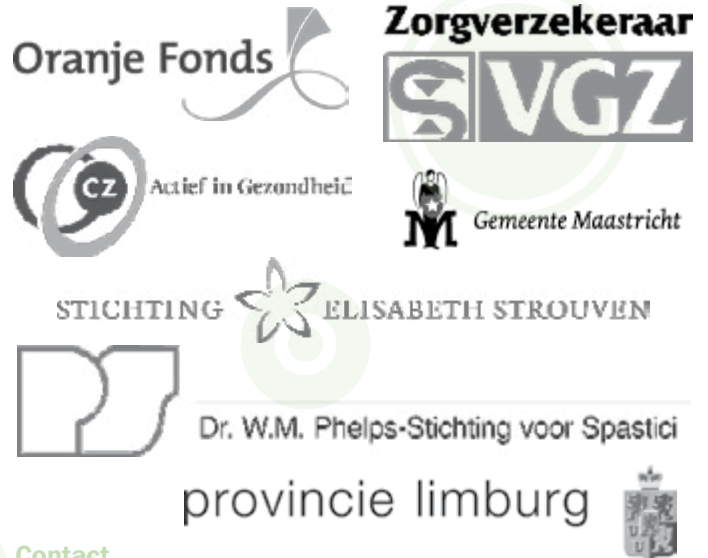 Oranje Fonds
Zorgverzekeraar
VGZ
CZ
Actief in Gezondheid
M Gemeente Maastricht
STICHTING ELISABETH STROUVEN
Dr. W.M. Phelps-Stichting voor Spastici
provincie limburg
Contact